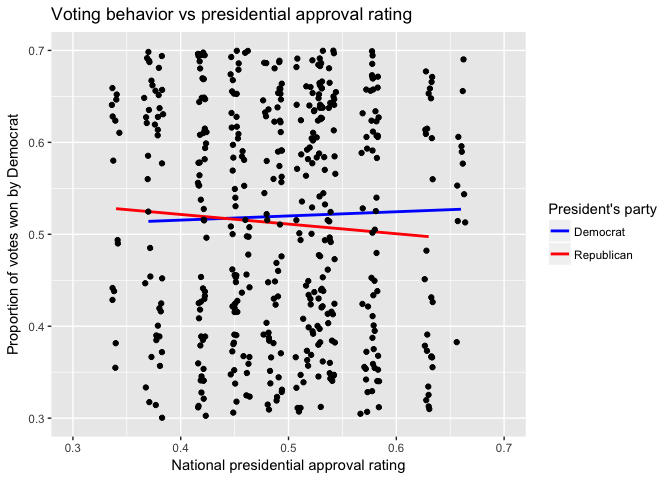 Voting behavior vs presidential approval rating
Proportion of votes won by Democrat
0.7
0.6
0.5
0.4
0.3
0.3 0.4 0.5 0.6 0.7
National presidential approval rating
President's party
Democrat
Republican